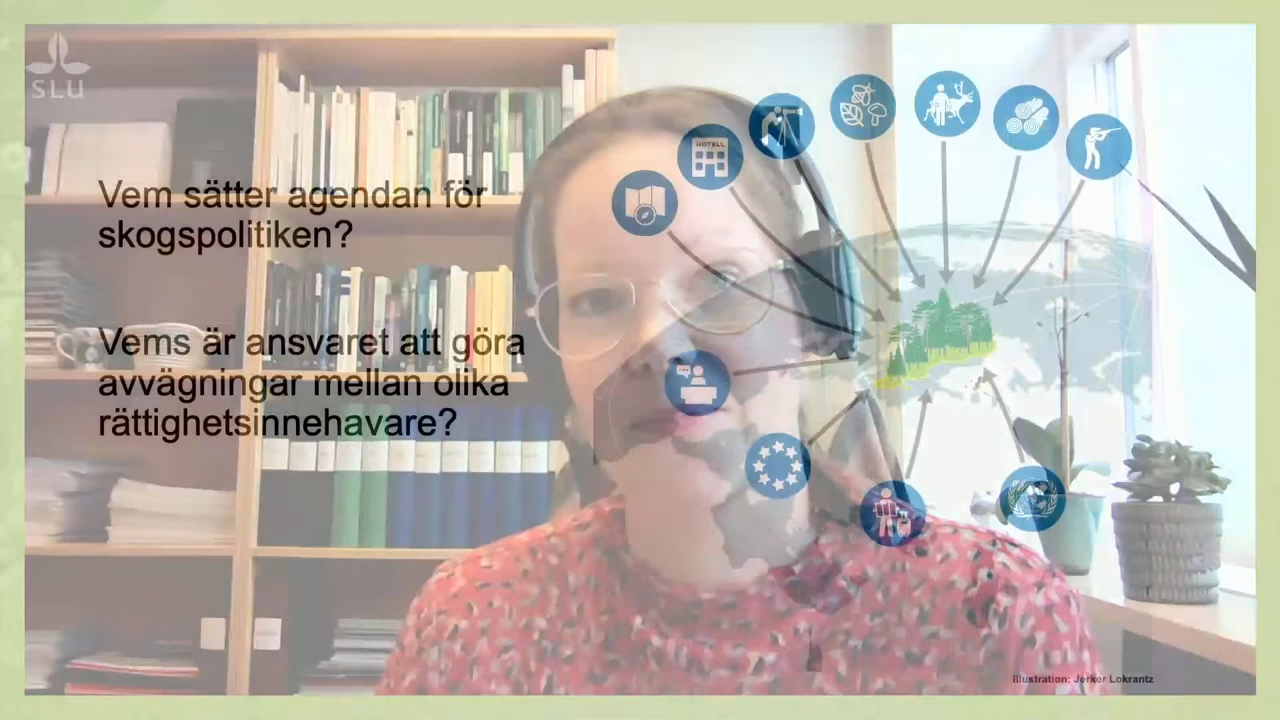 SLU
HOTELL
Vem sätter agendan för
skogspolitiken?
Vems är ansvaret att göra
avvägningar mellan olika
rättighetsinnehavare?
Illustration: Jerker Lokrantz